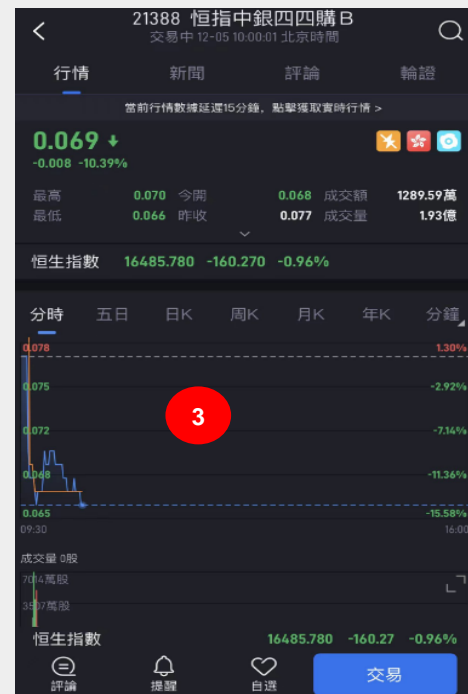 21388 恒指中銀四四購B
交易中 12-05 10:00:01 北京時間
行情 新聞 評論 輪證
當前行情數據延遲15分鐘，點擊獲取實時行情 >
0.069
-0.008 -10.39%
最高 0.070 今開 0.068 成交額 1289.59萬
最低 0.066 昨收 0.077 成交量 1.93億
恒生指數 16485.780 -160.270 -0.96%
分時 五日 日K 周K 月K 年K 分鐘
0.078 1.30%
0.075 -2.92%
3
0.072 -7.14%
0.068 -11.36%
0.065 -15.58%
09:30 16:00
成交量 0股
7014萬股
3507萬股
恒生指數 16485.780 -160.27 -0.96%
評論 提醒 自選 交易